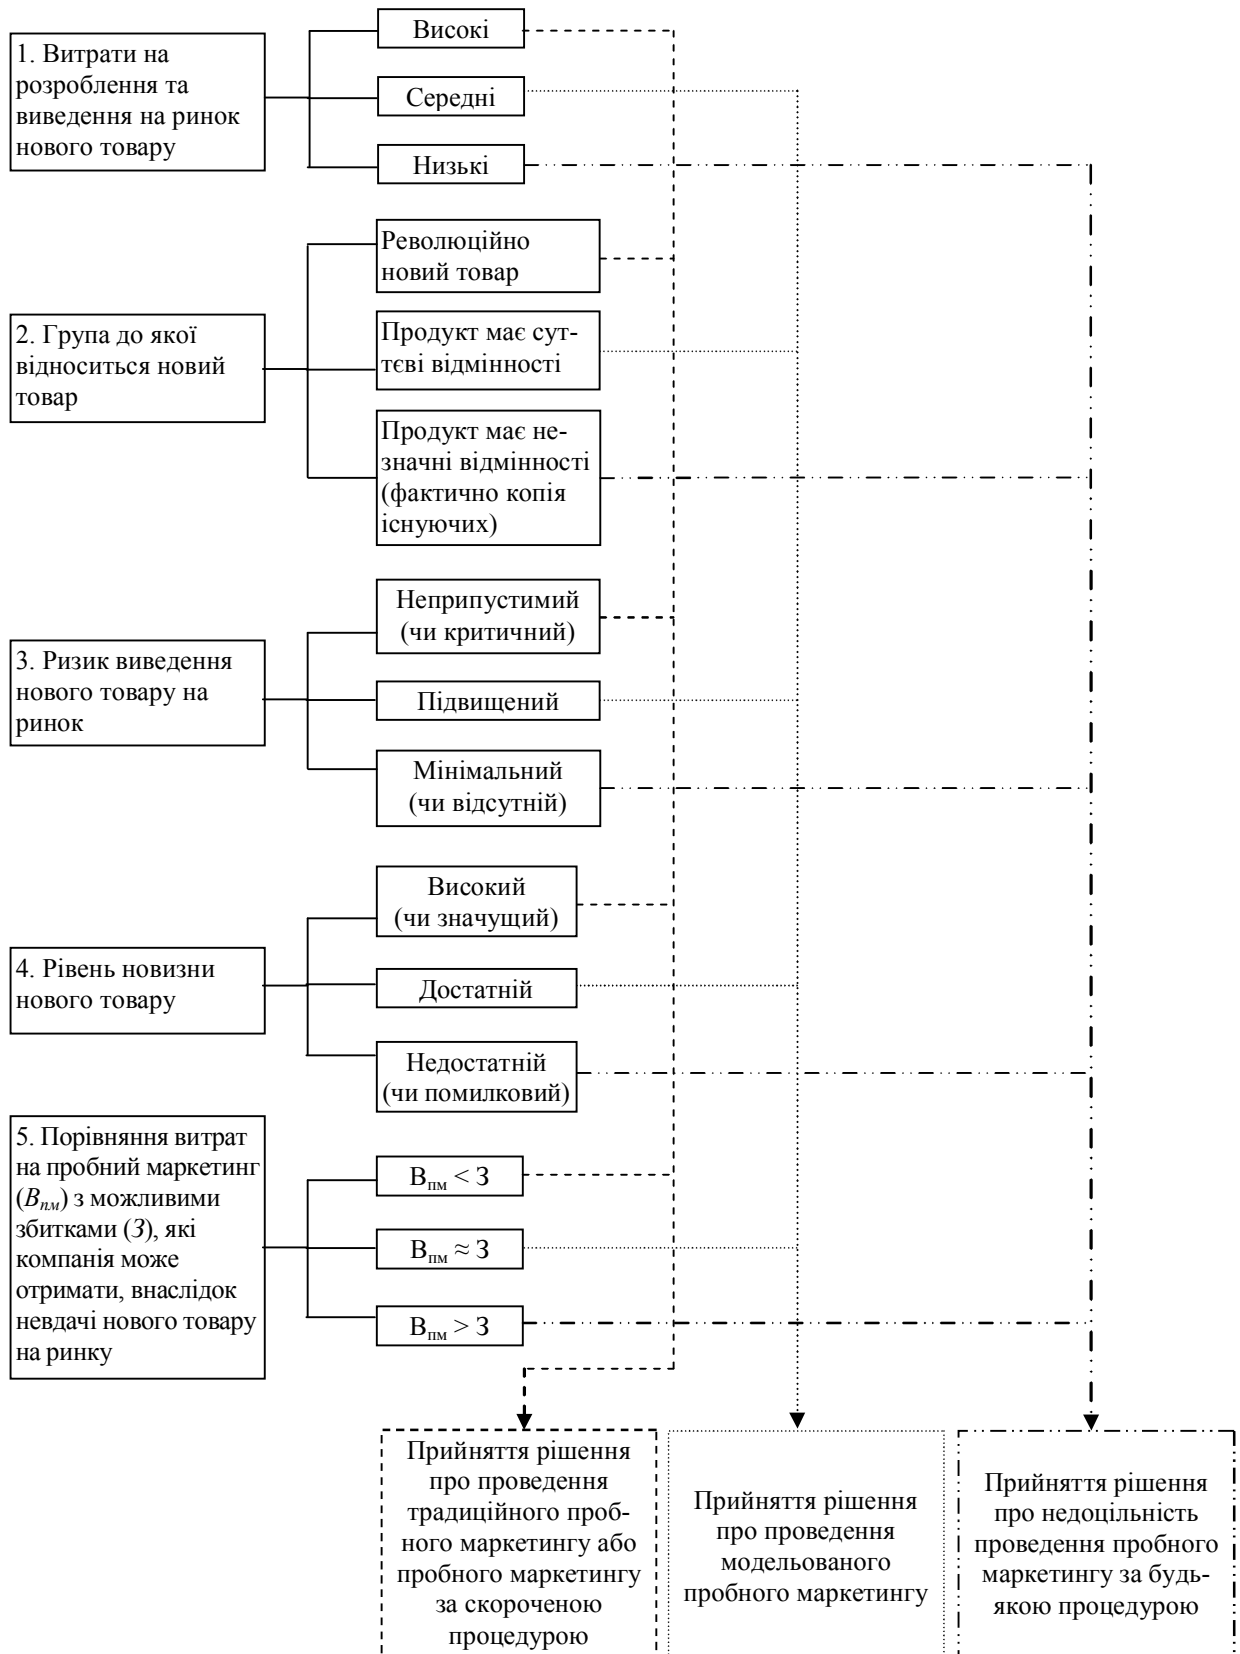 1. Витрати на
розроблення та
виведення на ринок
нового товару
Високі
Середні
Низькі
2. Група до якої
відноситься новий
товар
Революційно
новий товар
Продукт має сут-
тєві відмінності
Продукт має не-
значні відмінності
(фактично копія
існуючих)
3. Ризик виведення
нового товару на
ринок
Неприпустимий
(чи критичний)
Підвищений
Мінімальний
(чи відсутній)
4. Рівень новизни
нового товару
Високий
(чи значущий)
Достатній
Недостатній
(чи помилковий)
5. Порівняння витрат
на пробний маркетинг
(Впм) з можливими
збитками (З), які
компанія може
отримати, внаслідок
невдачі нового товару
на ринку
Впм < З
Впм ≈ З
Впм > З
Прийняття рішення
про проведення
традиційного проб-
ного маркетингу або
пробного маркетингу
за скороченою
процедурою
Прийняття рішення
про проведення
модельованого
пробного маркетингу
Прийняття рішення
про недоцільність
проведення пробного
маркетингу за будь-
якою процедурою